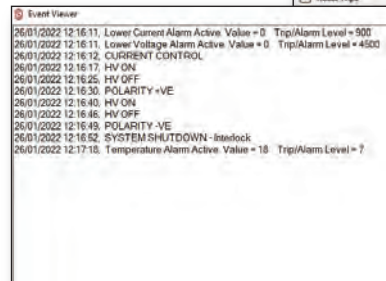 Event Viewer
26/01/2022 12:16:11, Lower Current Alarm Active. Value = 0 Trip/Alarm Level = 900
26/01/2022 12:16:11, Lower Voltage Alarm Active. Value = 0 Trip/Alarm Level = 4500
26/01/2022 12:16:12, CURRENT CONTROL
26/01/2022 12:16:17, HV ON
26/01/2022 12:16:25, HV OFF
26/01/2022 12:16:30, POLARITY +VE
26/01/2022 12:16:40, HV ON
26/01/2022 12:16:46, HV OFF
26/01/2022 12:16:49, POLARITY -VE
26/01/2022 12:16:52, SYSTEM SHUTDOWN - Interlock
26/01/2022 12:17:18, Temperature Alarm Active. Value = 18 Trip/Alarm Level = ?